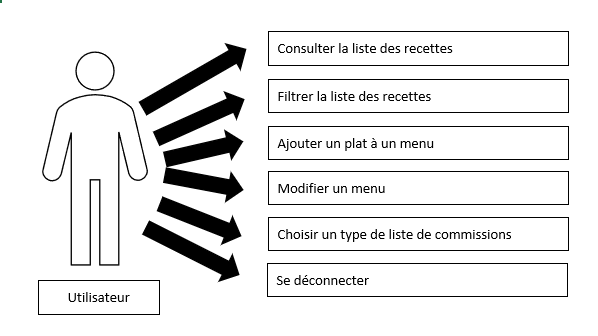 Consulter la liste des recettes
Filtrer la liste des recettes
Ajouter un plat à un menu
Modifier un menu
Choisir un type de liste de commissions
Se déconnecter
Utilisateur